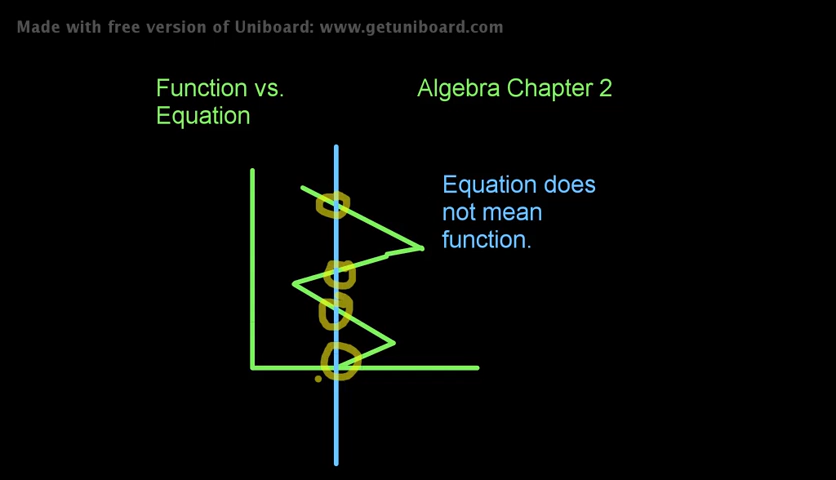 Made with free version of Uniboard: www.getuniboard.com
Function vs.
Equation
Algebra Chapter 2
Equation does
not mean
function.